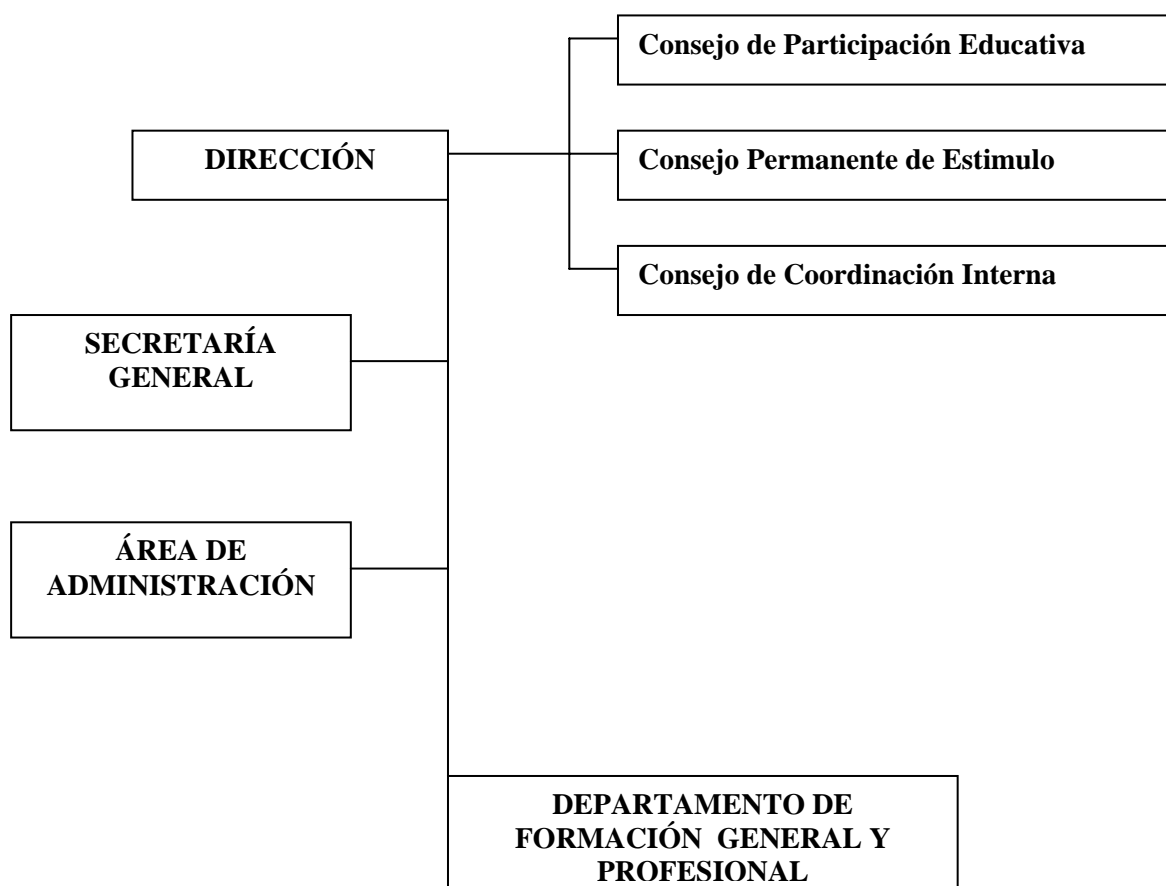 Consejo de Participación Educativa
DIRECCIÓN
Consejo Permanente de Estimulo
Consejo de Coordinación Interna
SECRETARÍA
GENERAL
ÁREA DE
ADMINISTRACIÓN
DEPARTAMENTO DE
FORMACIÓN GENERAL Y
PROFESIONAL